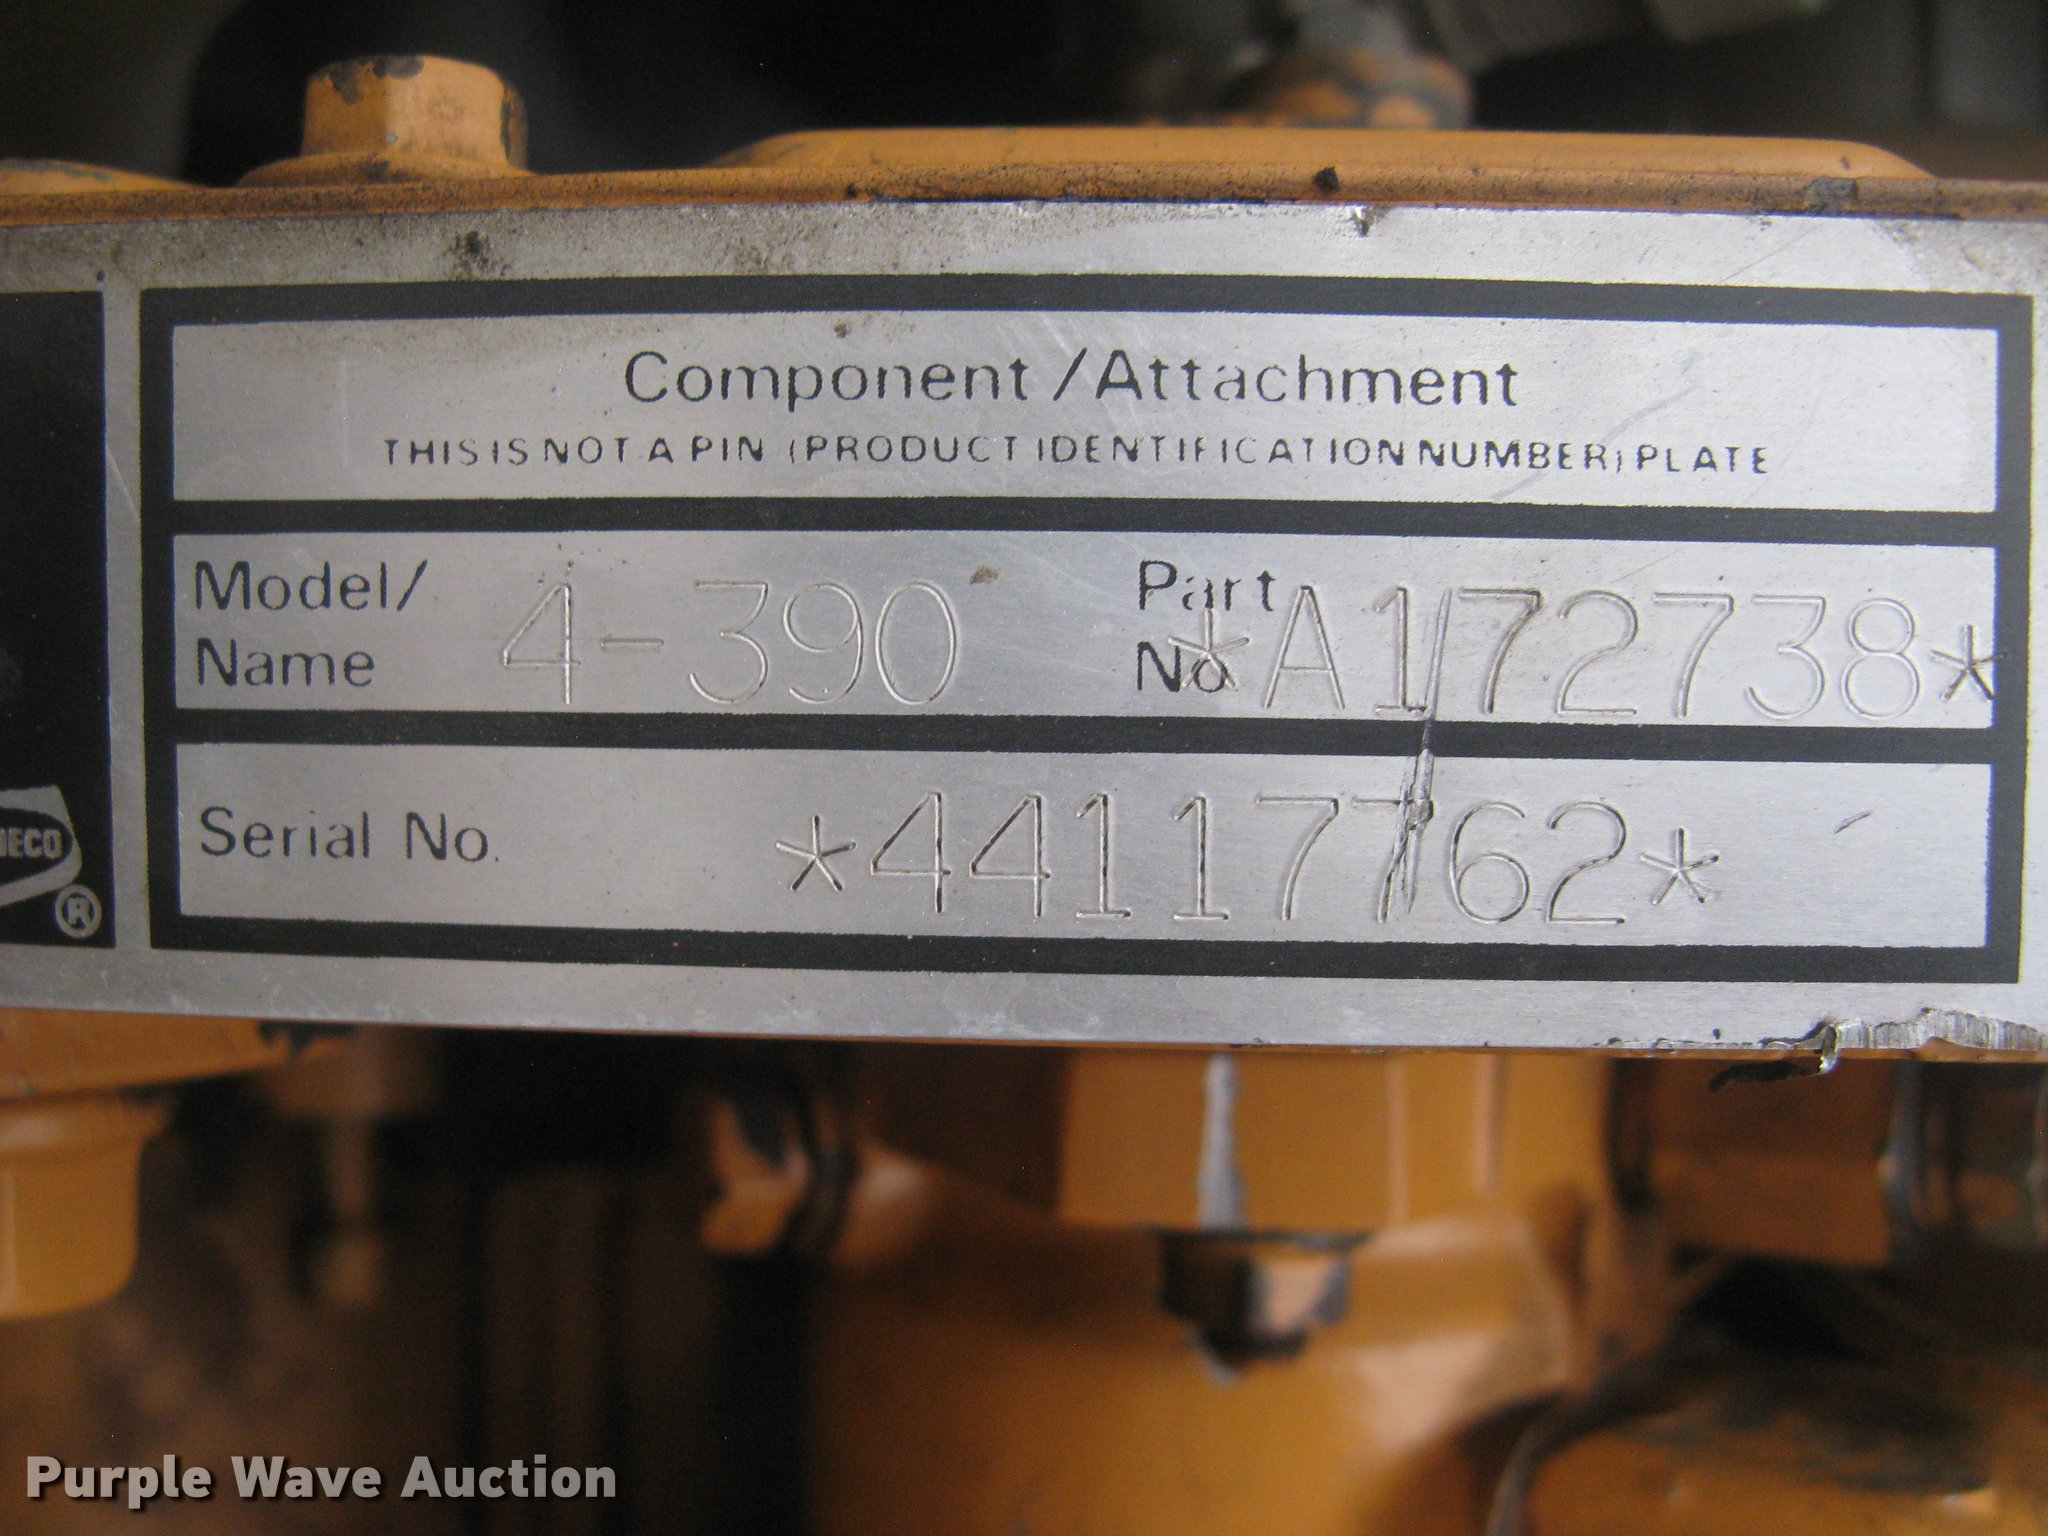 Component/Attachment
THIS IS NOT A PIN (PRODUCT IDENTIFICATION NUMBER) PLATE
Model/Name 4-390
Part No *A172738*
Serial No. *44117762*
®
Purple Wave Auction